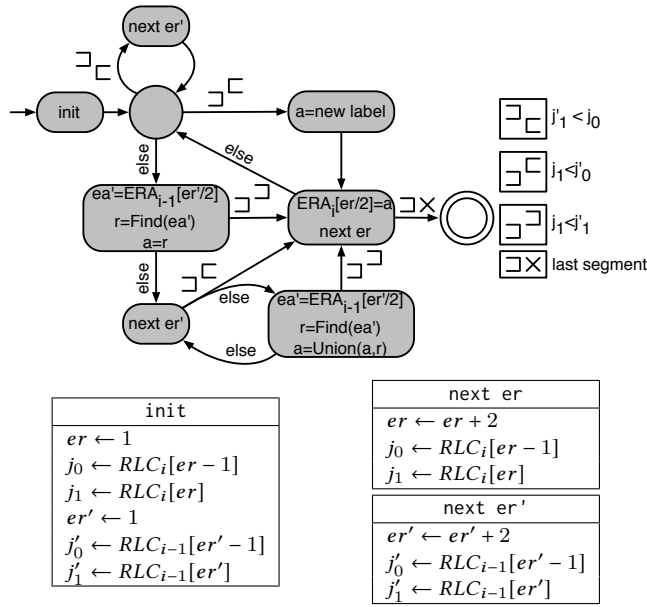 next er'
init
a=new label
j'₁ < j₀
else
else
j₁<j'₀
ea'=ERAᵢ₋₁[er'/2]
r=Find(ea')
a=r
ERAᵢ[er/2]=a
next er
j₁<j'₁
last segment
else
next er'
else
else
ea'=ERAᵢ₋₁[er'/2]
r=Find(ea')
a=Union(a,r)
init
er ← 1
j₀ ← RLCᵢ[er − 1]
j₁ ← RLCᵢ[er]
er′ ← 1
j′₀ ← RLCᵢ₋₁[er′ − 1]
j′₁ ← RLCᵢ₋₁[er′]
next er
er ← er + 2
j₀ ← RLCᵢ[er − 1]
j₁ ← RLCᵢ[er]
next er'
er′ ← er′ + 2
j′₀ ← RLCᵢ₋₁[er′ − 1]
j′₁ ← RLCᵢ₋₁[er′]